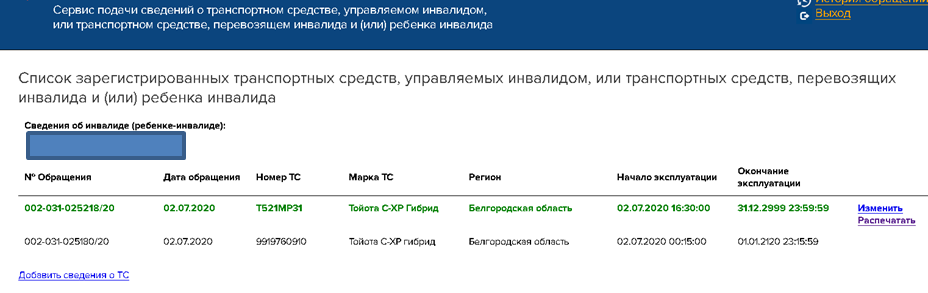 Сервис подачи сведений о транспортном средстве, управляемом инвалидом,
или транспортном средстве, перевозящем инвалида и (или) ребенка инвалида
История обращений
Выход
Список зарегистрированных транспортных средств, управляемых инвалидом, или транспортных средств, перевозящих
инвалида и (или) ребенка инвалида
Сведения об инвалиде (ребенке-инвалиде):
№ Обращения Дата обращения Номер ТС Марка ТС Регион Начало эксплуатации Окончание эксплуатации
002-031-025218/20 02.07.2020 Т521МР31 Тойота С-ХР Гибрид Белгородская область 02.07.2020 16:30:00 31.12.2999 23:59:59 Изменить
Распечатать
002-031-025180/20 02.07.2020 9919760910 Тойота С-ХР гибрид Белгородская область 02.07.2020 00:15:00 01.01.2120 23:15:59
Добавить сведения о ТС